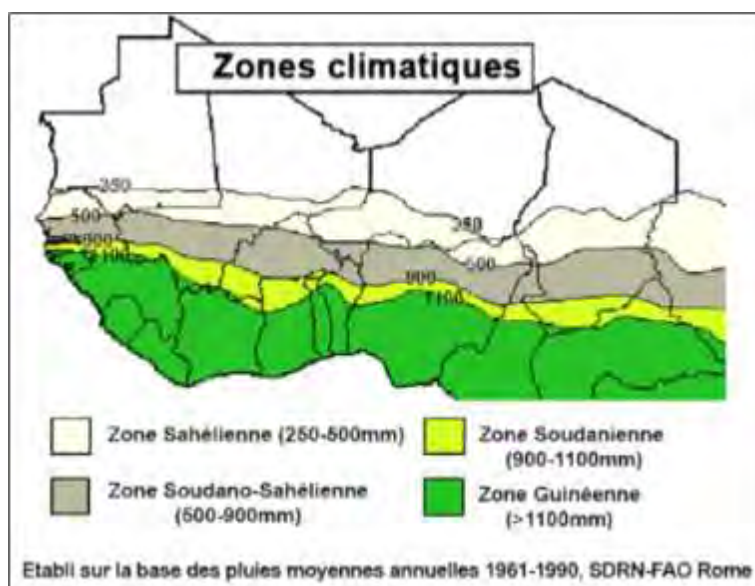 Zones climatiques
250
500
900
1100
250
500
900
1100
Zone Sahélienne (250-500mm)
Zone Soudanienne
(900-1100mm)
Zone Soudano-Sahélienne
(500-900mm)
Zone Guinéenne
(>1100mm)
Etabli sur la base des pluies moyennes annuelles 1961-1990, SDRN-FAO Rome